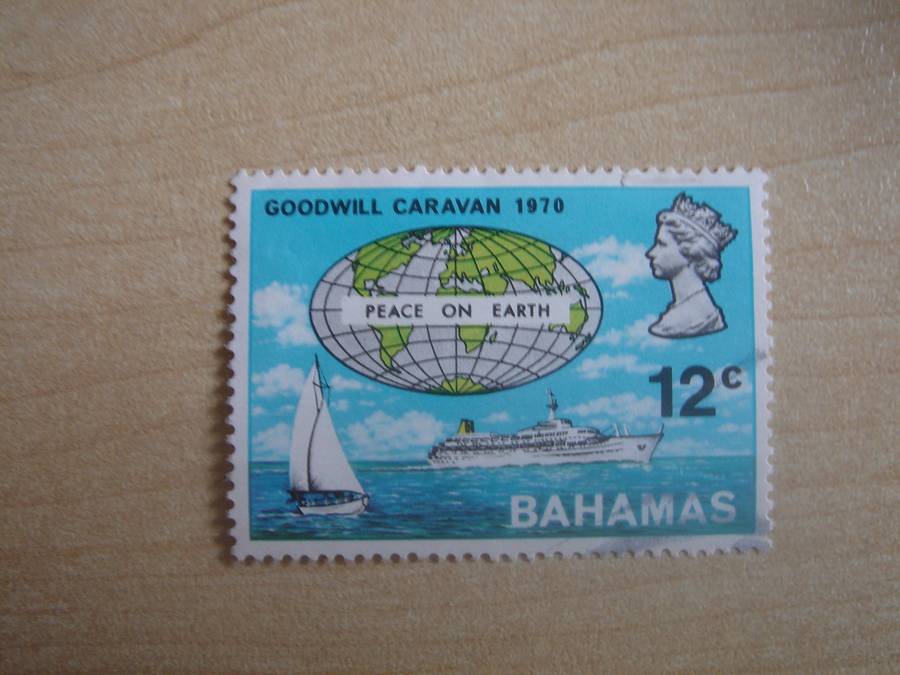 GOODWILL CARAVAN 1970
PEACE ON EARTH
12c
BAHAMAS